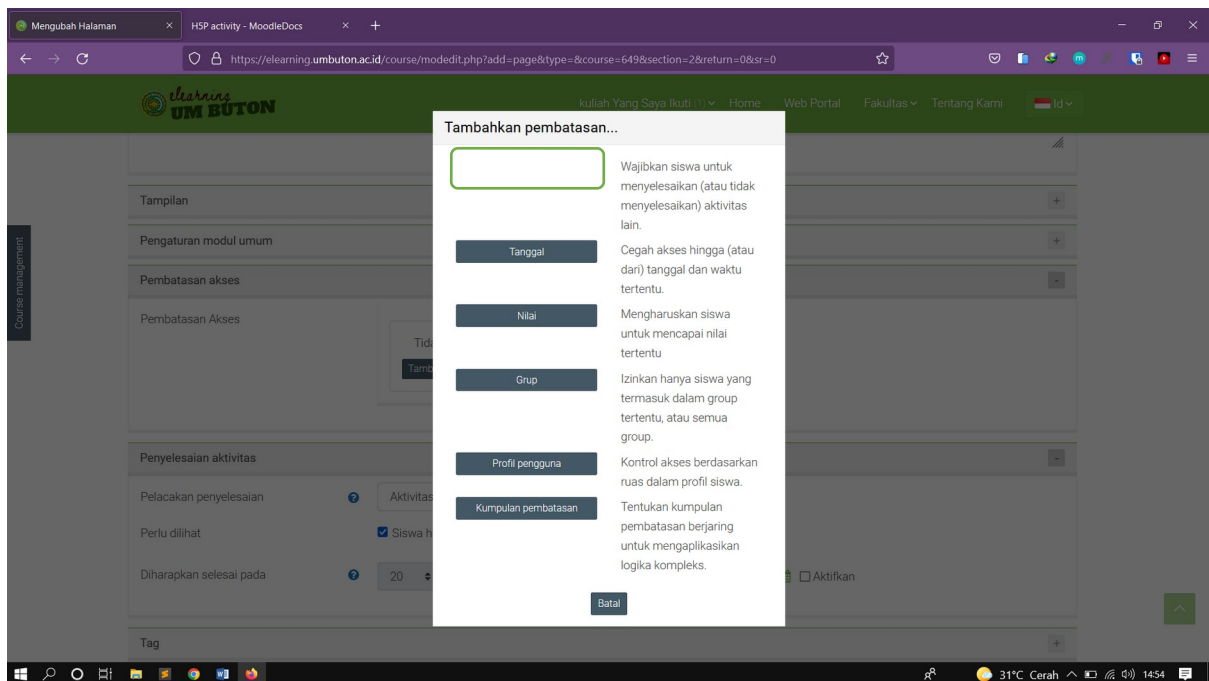 Mengubah Halaman
H5P activity - MoodleDocs
https://elearning.umbuton.ac.id/course/modedit.php?add=page&type=&course=649&section=2&return=0&sr=0
elearning
UM BUTON
kuliah Yang Saya Ikuti (1) Home Web Portal Fakultas Tentang Kami Id
Tambahkan pembatasan...
Wajibkan siswa untuk
menyelesaikan (atau tidak
menyelesaikan) aktivitas
lain.
Tanggal
Cegah akses hingga (atau
dari) tanggal dan waktu
tertentu.
Nilai
Mengharuskan siswa
untuk mencapai nilai
tertentu
Grup
Izinkan hanya siswa yang
termasuk dalam group
tertentu, atau semua
group.
Profil pengguna
Kontrol akses berdasarkan
ruas dalam profil siswa.
Kumpulan pembatasan
Tentukan kumpulan
pembatasan berjaring
untuk mengaplikasikan
logika kompleks.
Batal
Course management
Tampilan
Pengaturan modul umum
Pembatasan akses
Pembatasan Akses
Tida
Tamb
Penyelesaian aktivitas
Pelacakan penyelesaian
Aktivitas
Perlu dilihat
Siswa h
Diharapkan selesai pada
20
Aktifkan
Tag
31°C Cerah 14:54